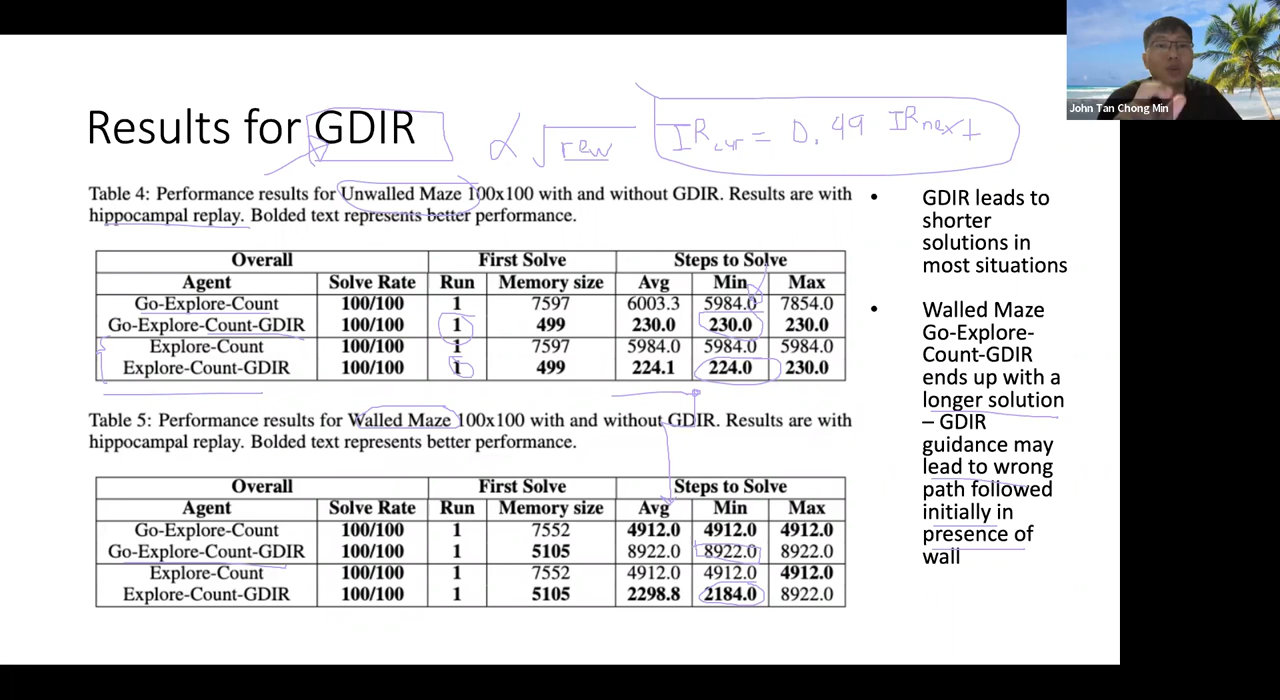 John Tan Chong Min
Results for GDIR
α √rew
IRcur = 0.49 IRnext
Table 4: Performance results for Unwalled Maze 100x100 with and without GDIR. Results are with
hippocampal replay. Bolded text represents better performance.
Overall First Solve Steps to Solve
Agent Solve Rate Run Memory size Avg Min Max
Go-Explore-Count 100/100 1 7597 6003.3 5984.0 7854.0
Go-Explore-Count-GDIR 100/100 1 499 230.0 230.0 230.0
Explore-Count 100/100 1 7597 5984.0 5984.0 5984.0
Explore-Count-GDIR 100/100 1 499 224.1 224.0 230.0
Table 5: Performance results for Walled Maze 100x100 with and without GDIR. Results are with
hippocampal replay. Bolded text represents better performance.
Overall First Solve Steps to Solve
Agent Solve Rate Run Memory size Avg Min Max
Go-Explore-Count 100/100 1 7552 4912.0 4912.0 4912.0
Go-Explore-Count-GDIR 100/100 1 5105 8922.0 8922.0 8922.0
Explore-Count 100/100 1 7552 4912.0 4912.0 4912.0
Explore-Count-GDIR 100/100 1 5105 2298.8 2184.0 8922.0
• GDIR leads to
shorter
solutions in
most situations
• Walled Maze
Go-Explore-
Count-GDIR
ends up with a
longer solution
– GDIR
guidance may
lead to wrong
path followed
initially in
presence of
wall